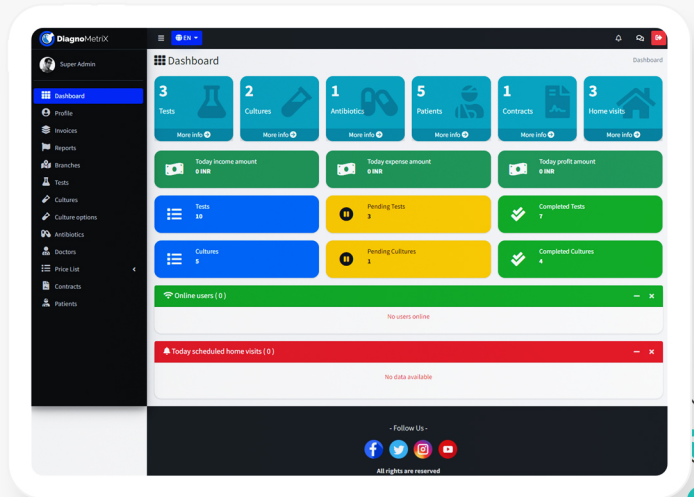 DiagnoMetriX
EN
Super Admin
Dashboard
Dashboard
Dashboard
Profile
Invoices
Reports
Branches
Tests
Cultures
Culture options
Antibiotics
Doctors
Price List
Contracts
Patients
3
Tests
More info
2
Cultures
More info
1
Antibiotics
More info
5
Patients
More info
1
Contracts
More info
3
Home visits
More info
Today income amount
0 INR
Today expense amount
0 INR
Today profit amount
0 INR
Tests
10
Pending Tests
3
Completed Tests
7
Cultures
5
Pending Cultures
1
Completed Cultures
4
Online users ( 0 )
No users online
Today scheduled home visits ( 0 )
No data available
- Follow Us -
All rights are reserved